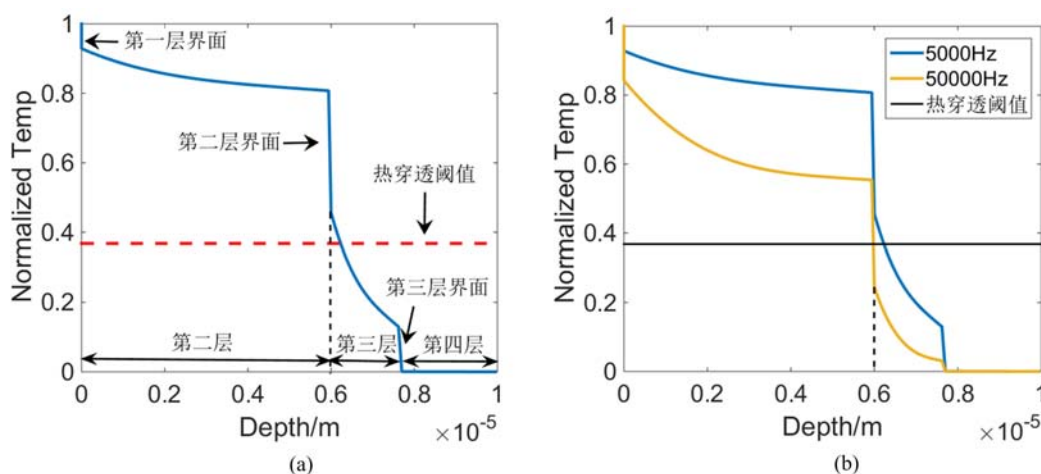 1
0.8
0.6
0.4
0.2
0
Normalized Temp
第一层界面
第二层界面
热穿透阈值
第三层界面
第二层
第三层
第四层
0 0.2 0.4 0.6 0.8 1
Depth/m
×10⁻⁵
(a)
1
0.8
0.6
0.4
0.2
0
Normalized Temp
5000Hz
50000Hz
热穿透阈值
0 0.2 0.4 0.6 0.8 1
Depth/m
×10⁻⁵
(b)